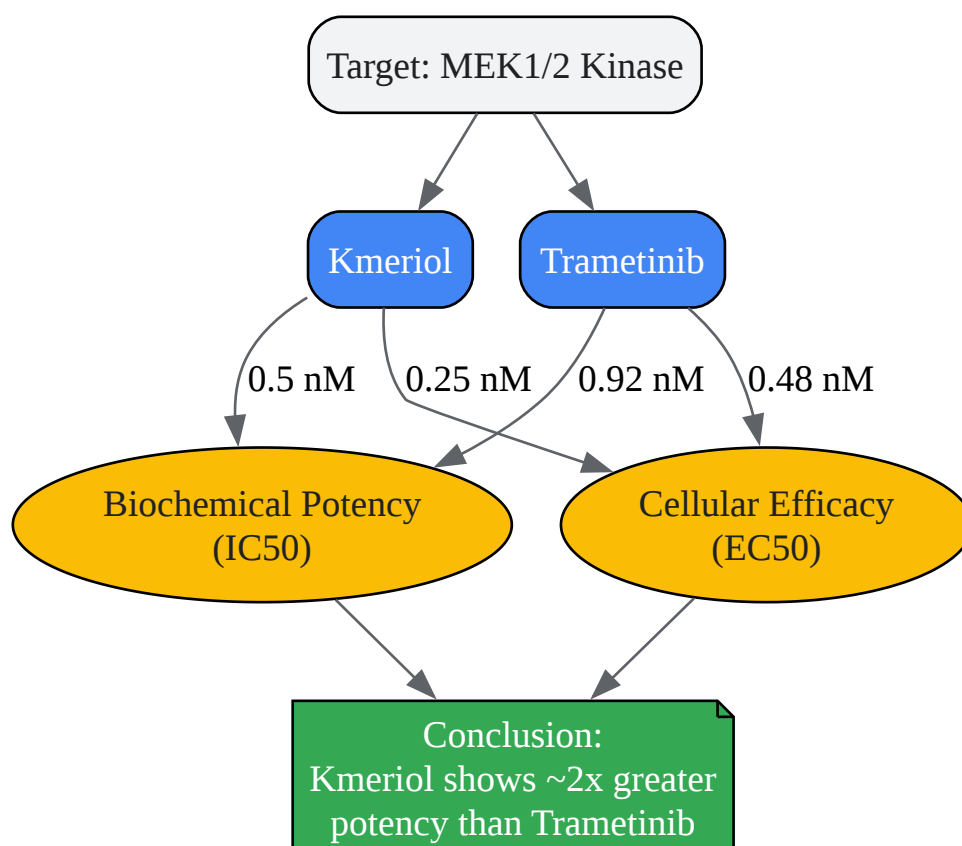 Target: MEK1/2 Kinase
Kmeriol
Trametinib
0.5 nM
0.25 nM
0.92 nM
0.48 nM
Biochemical Potency
(IC50)
Cellular Efficacy
(EC50)
Conclusion:
Kmeriol shows ~2x greater
potency than Trametinib